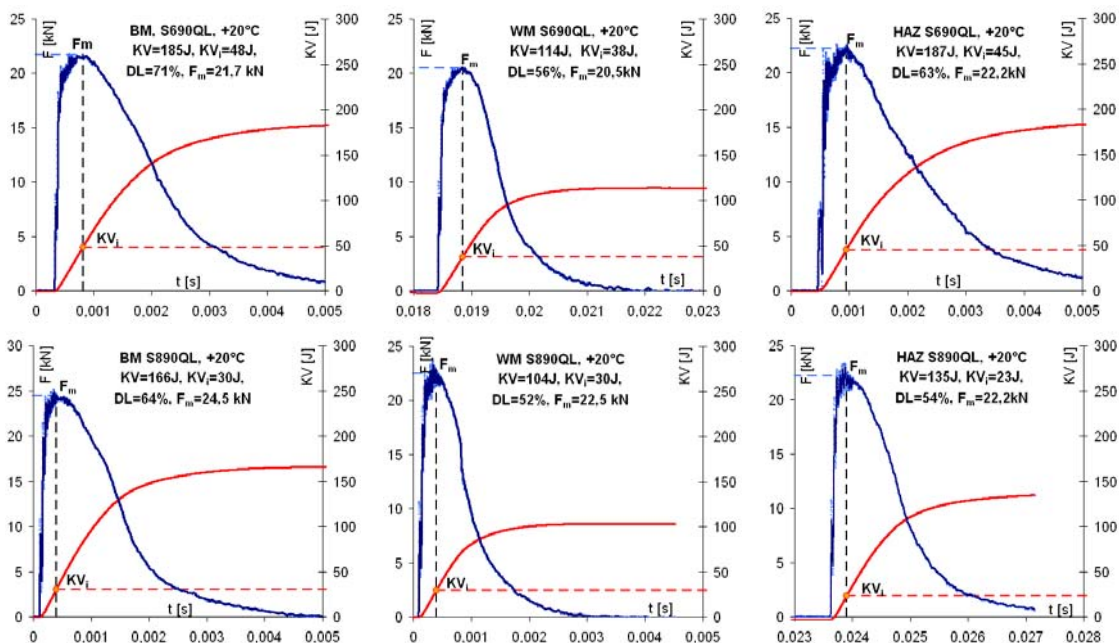 BM, S690QL, +20ºC
KV=185J, KVi=48J,
DL=71%, Fm=21,7 kN
F [kN]
KV [J]
Fm
KVi
t [s]
25
20
15
10
5
0
300
250
200
150
100
50
0
0 0,001 0,002 0,003 0,004 0,005
WM S690QL, +20ºC
KV=114J, KVi=38J,
DL=56%, Fm=20,5kN
F [kN]
KV [J]
Fm
KVi
t [s]
25
20
15
10
5
0
300
250
200
150
100
50
0
0,018 0,019 0,02 0,021 0,022 0,023
HAZ S690QL, +20ºC
KV=187J, KVi=45J,
DL=63%, Fm=22,2kN
F [kN]
KV [J]
Fm
KVi
t [s]
25
20
15
10
5
0
300
250
200
150
100
50
0
0 0,001 0,002 0,003 0,004 0,005
BM S890QL, +20ºC
KV=166J, KVi=30J,
DL=64%, Fm=24,5 kN
F [kN]
KV [J]
Fm
KVi
t [s]
30
25
20
15
10
5
0
300
250
200
150
100
50
0
0 0,001 0,002 0,003 0,004 0,005
WM S890QL, +20ºC
KV=104J, KVi=30J,
DL=52%, Fm=22,5 kN
F [kN]
KV [J]
Fm
KVi
t [s]
25
20
15
10
5
0
300
250
200
150
100
50
0
0 0,001 0,002 0,003 0,004 0,005
HAZ S890QL, +20ºC
KV=135J, KVi=23J,
DL=54%, Fm=22,2kN
F [kN]
KV [J]
Fm
KVi
t [s]
25
20
15
10
5
0
300
250
200
150
100
50
0
0,023 0,024 0,025 0,026 0,027 0,028